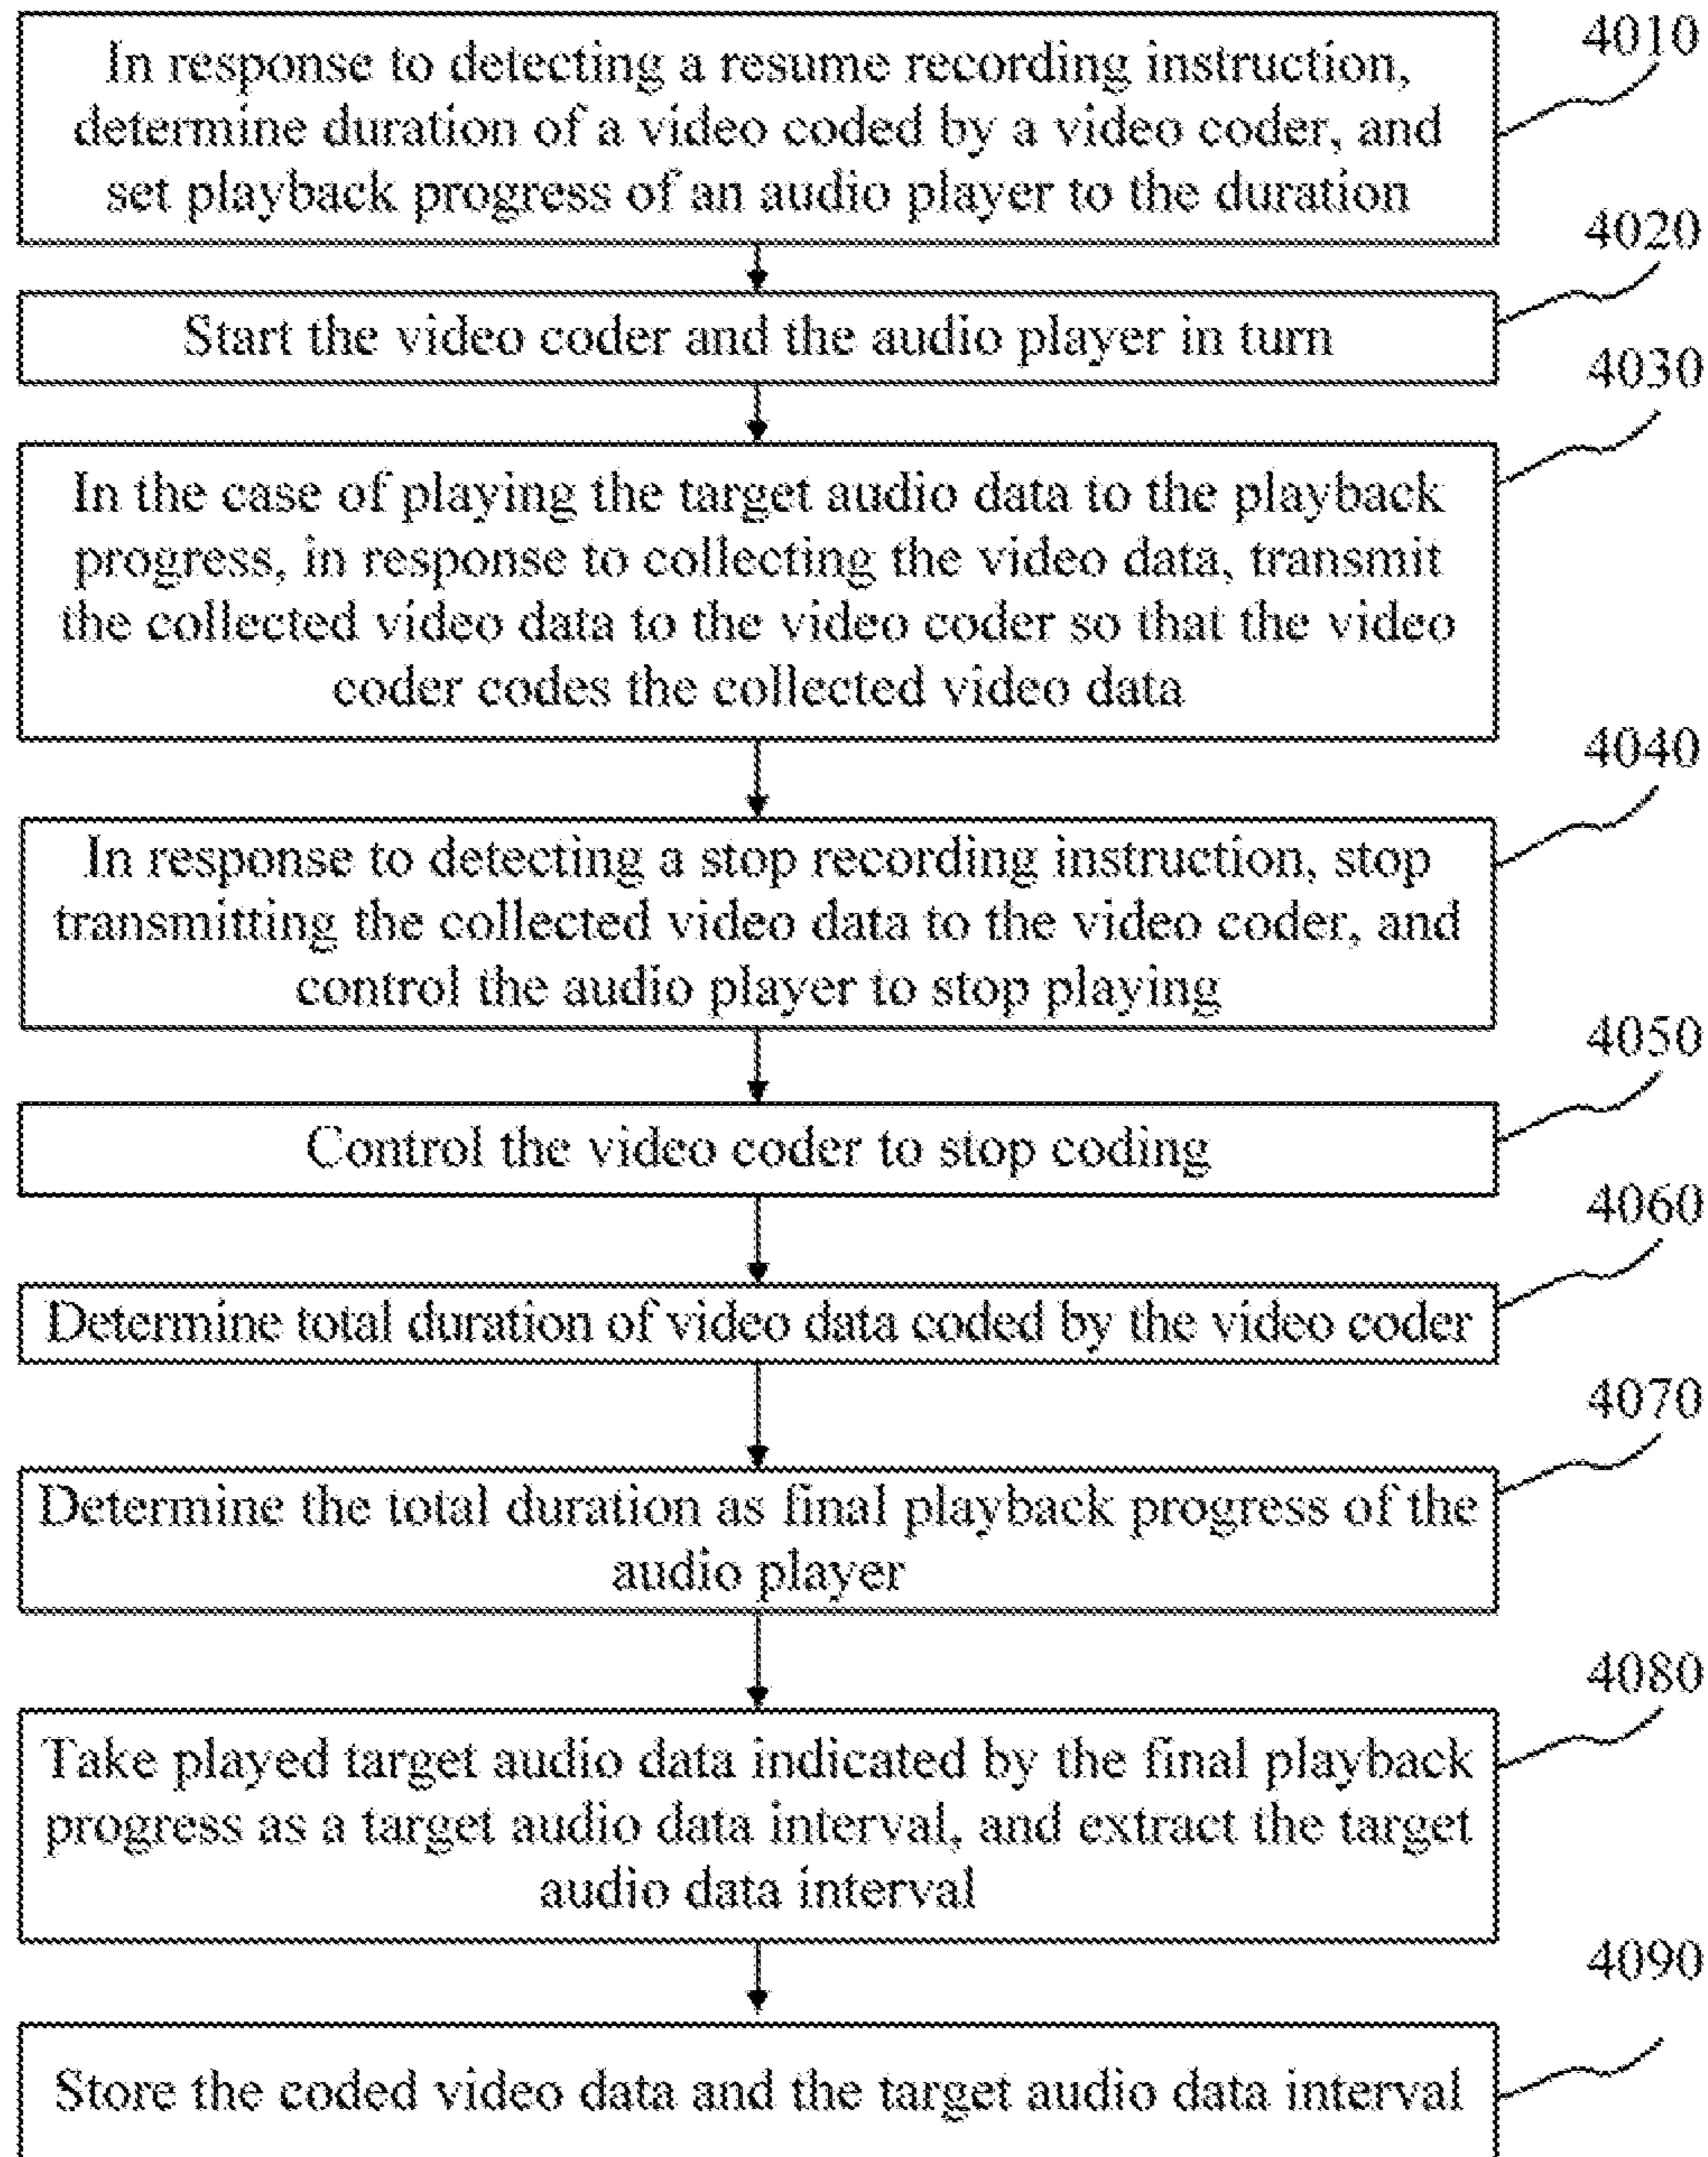 4010
In response to detecting a resume recording instruction,
determine duration of a video coded by a video coder, and
set playback progress of an audio player to the duration
4020
Start the video coder and the audio player in turn
4030
In the case of playing the target audio data to the playback
progress, in response to collecting the video data, transmit
the collected video data to the video coder so that the video
coder codes the collected video data
4040
In response to detecting a stop recording instruction, stop
transmitting the collected video data to the video coder, and
control the audio player to stop playing
4050
Control the video coder to stop coding
4060
Determine total duration of video data coded by the video coder
4070
Determine the total duration as final playback progress of the
audio player
4080
Take played target audio data indicated by the final playback
progress as a target audio data interval, and extract the target
audio data interval
4090
Store the coded video data and the target audio data interval